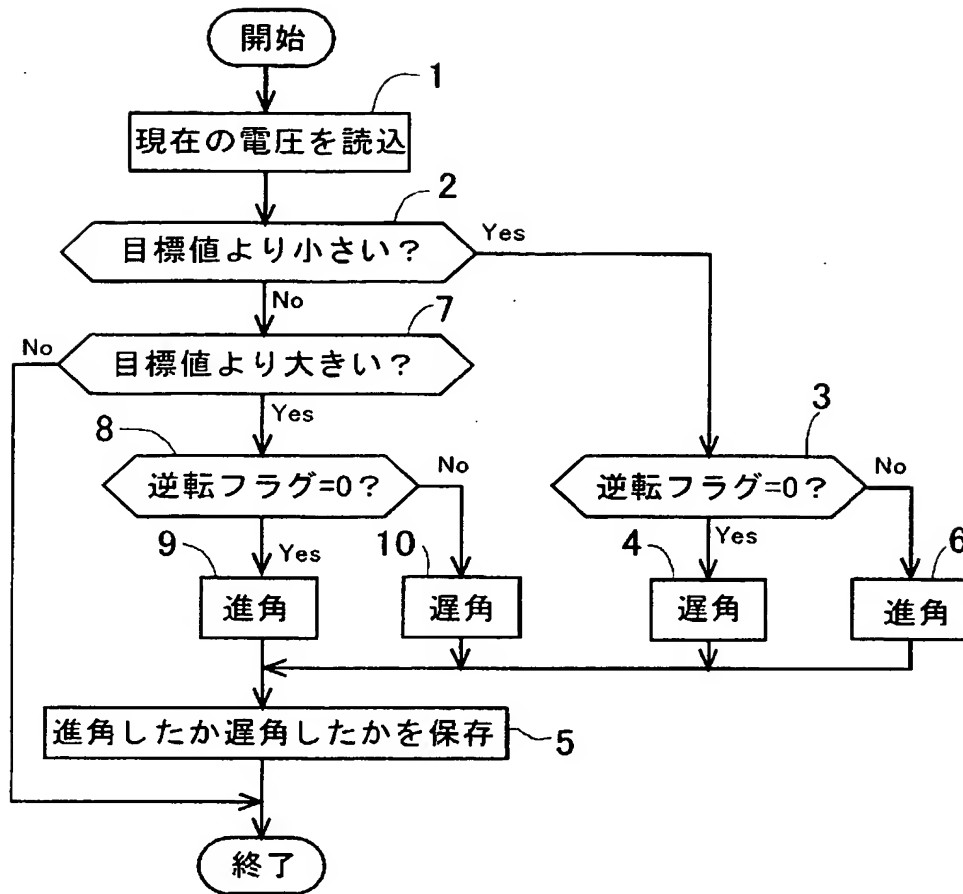 開始
1
現在の電圧を読込
2
目標値より小さい?
Yes
No
7
No
目標値より大きい?
Yes
8
逆転フラグ=0?
No
3
逆転フラグ=0?
No
9
Yes
進角
10
遅角
4
Yes
遅角
6
進角
進角したか遅角したかを保存
5
終了